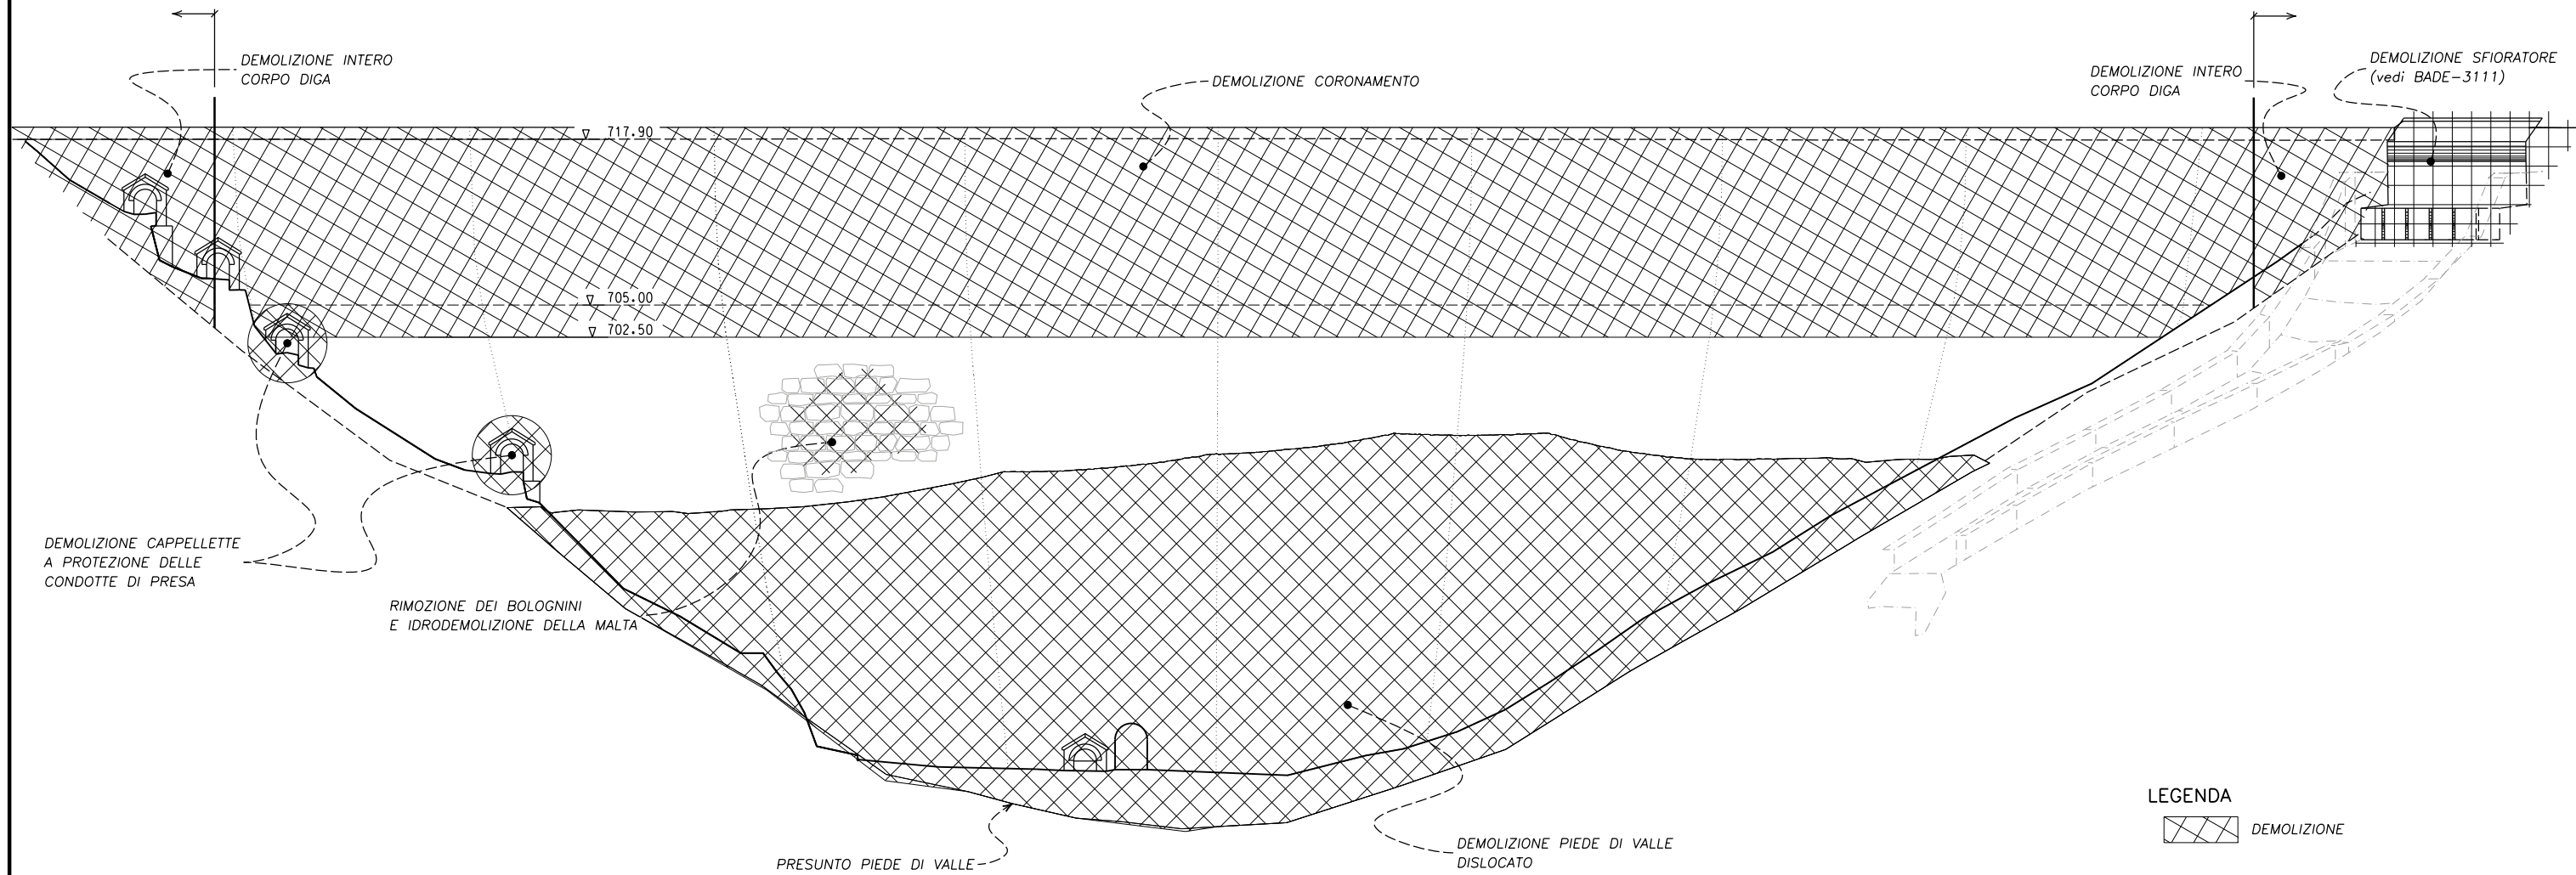 DEMOLIZIONE INTERO
CORPO DIGA
DEMOLIZIONE CORONAMENTO
DEMOLIZIONE INTERO
CORPO DIGA
DEMOLIZIONE SFIORATORE
(vedi BADE-3111)
717.90
705.00
702.50
DEMOLIZIONE CAPPELLETTE
A PROTEZIONE DELLE
CONDOTTE DI PRESA
RIMOZIONE DEI BOLOGNINI
E IDRODEMOLIZIONE DELLA MALTA
PRESUNTO PIEDE DI VALLE
DEMOLIZIONE PIEDE DI VALLE
DISLOCATO
LEGENDA
DEMOLIZIONE